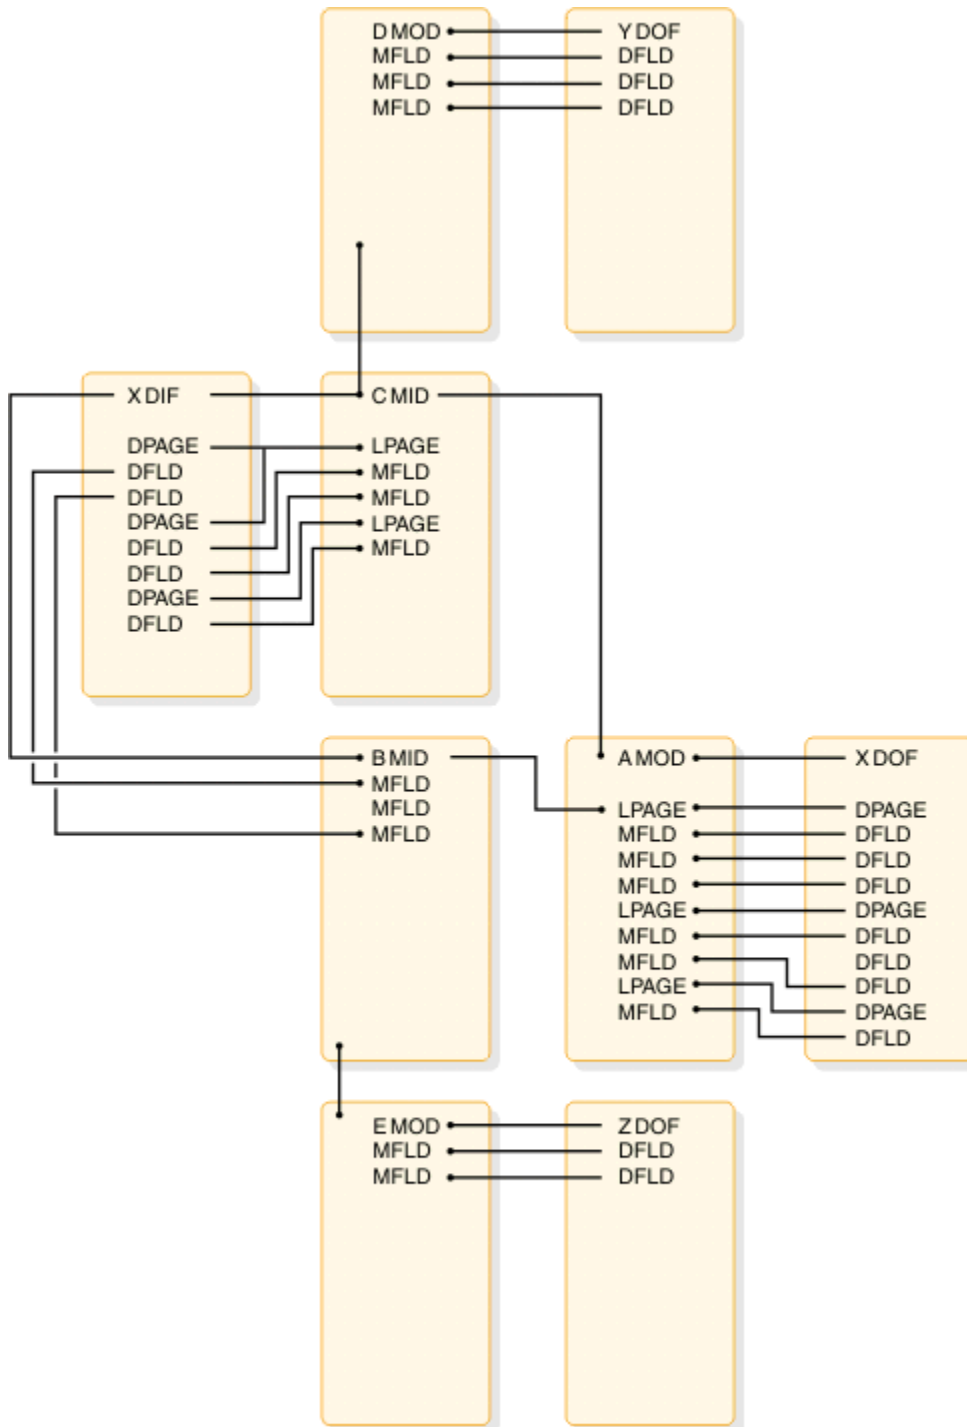 DMOD YDOF
MFLD DFLD
MFLD DFLD
MFLD DFLD
XDIF CMID
DPAGE LPAGE
DFLD MFLD
DFLD MFLD
DPAGE LPAGE
DFLD MFLD
DFLD
DPAGE
DFLD
BMID AMOD XDOF
MFLD
MFLD LPAGE DPAGE
MFLD MFLD DFLD
MFLD DFLD
MFLD DFLD
LPAGE DPAGE
MFLD DFLD
MFLD DFLD
LPAGE DFLD
MFLD DPAGE
DFLD
EMOD ZDOF
MFLD DFLD
MFLD DFLD